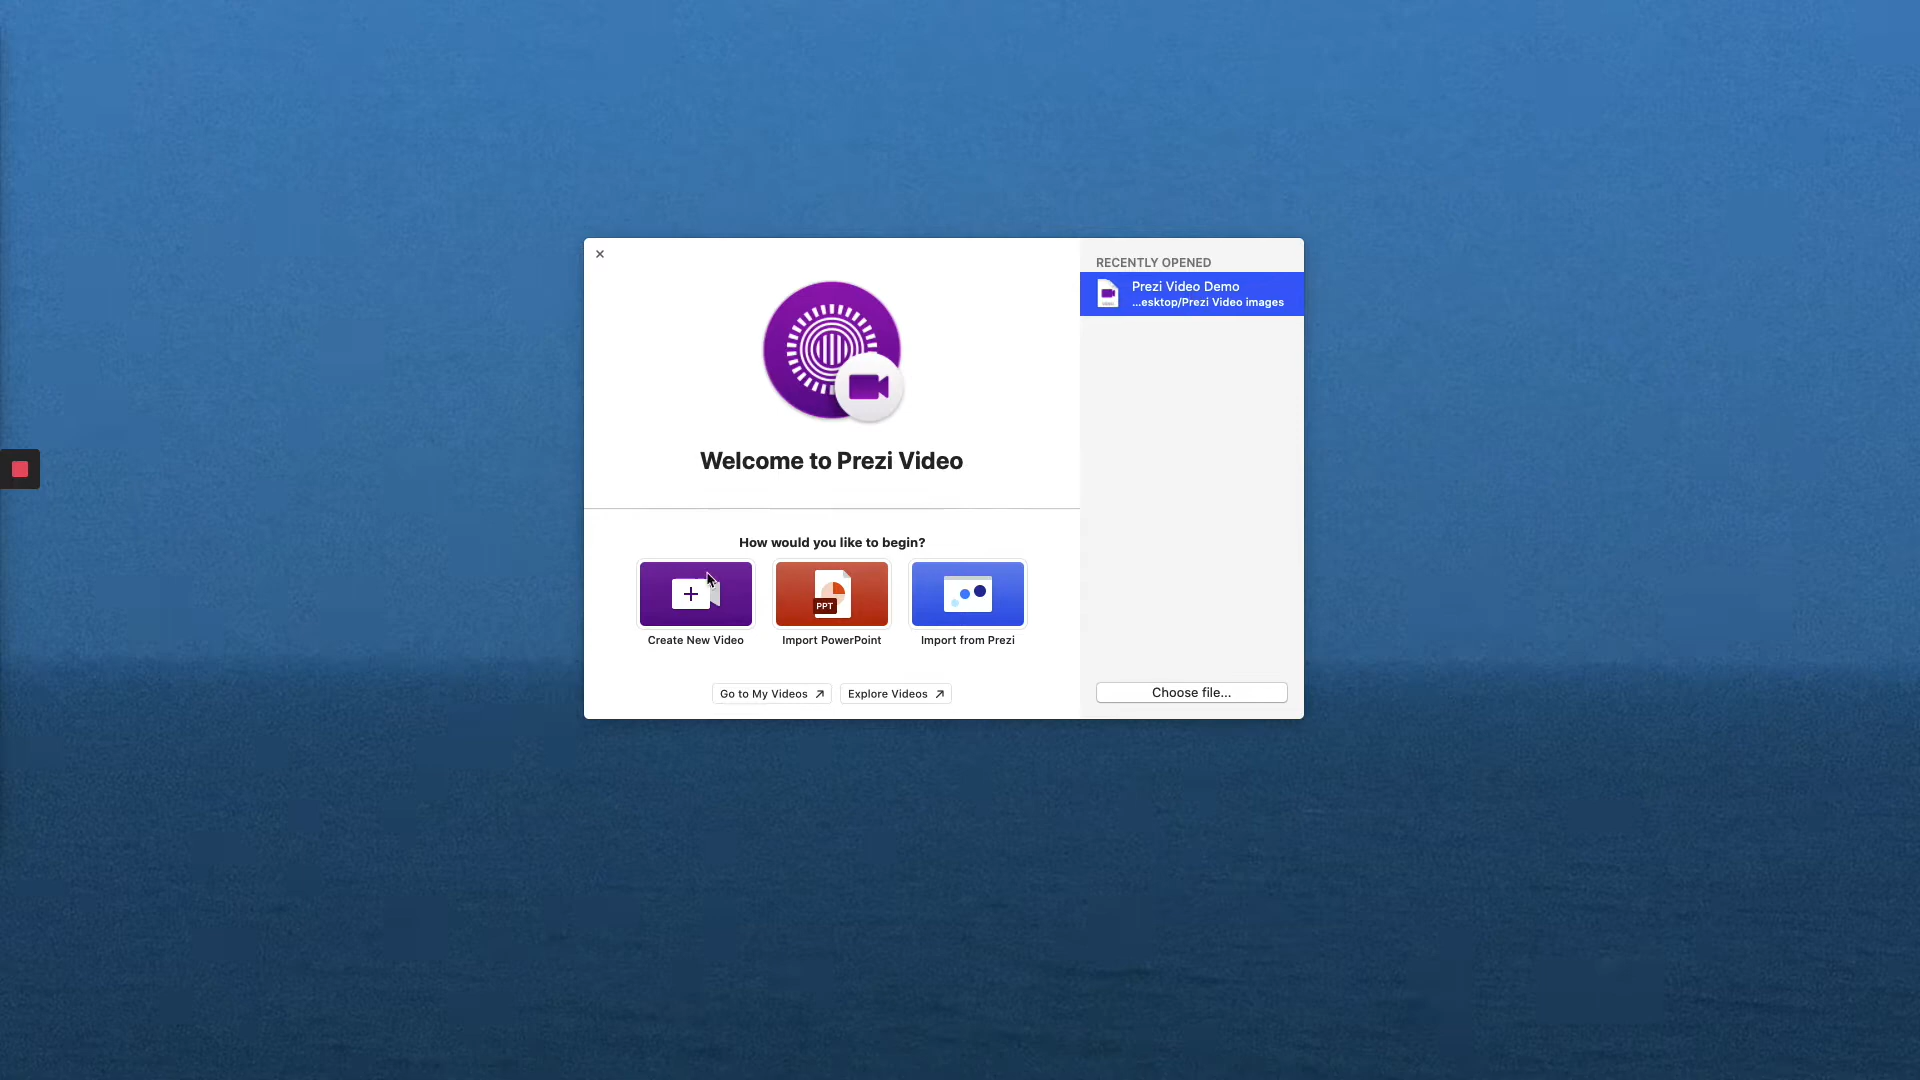 RECENTLY OPENED
Prezi Video Demo
...esktop/Prezi Video images
Welcome to Prezi Video
How would you like to begin?
PPT
Create New Video
Import PowerPoint
Import from Prezi
Go to My Videos
Explore Videos
Choose file...